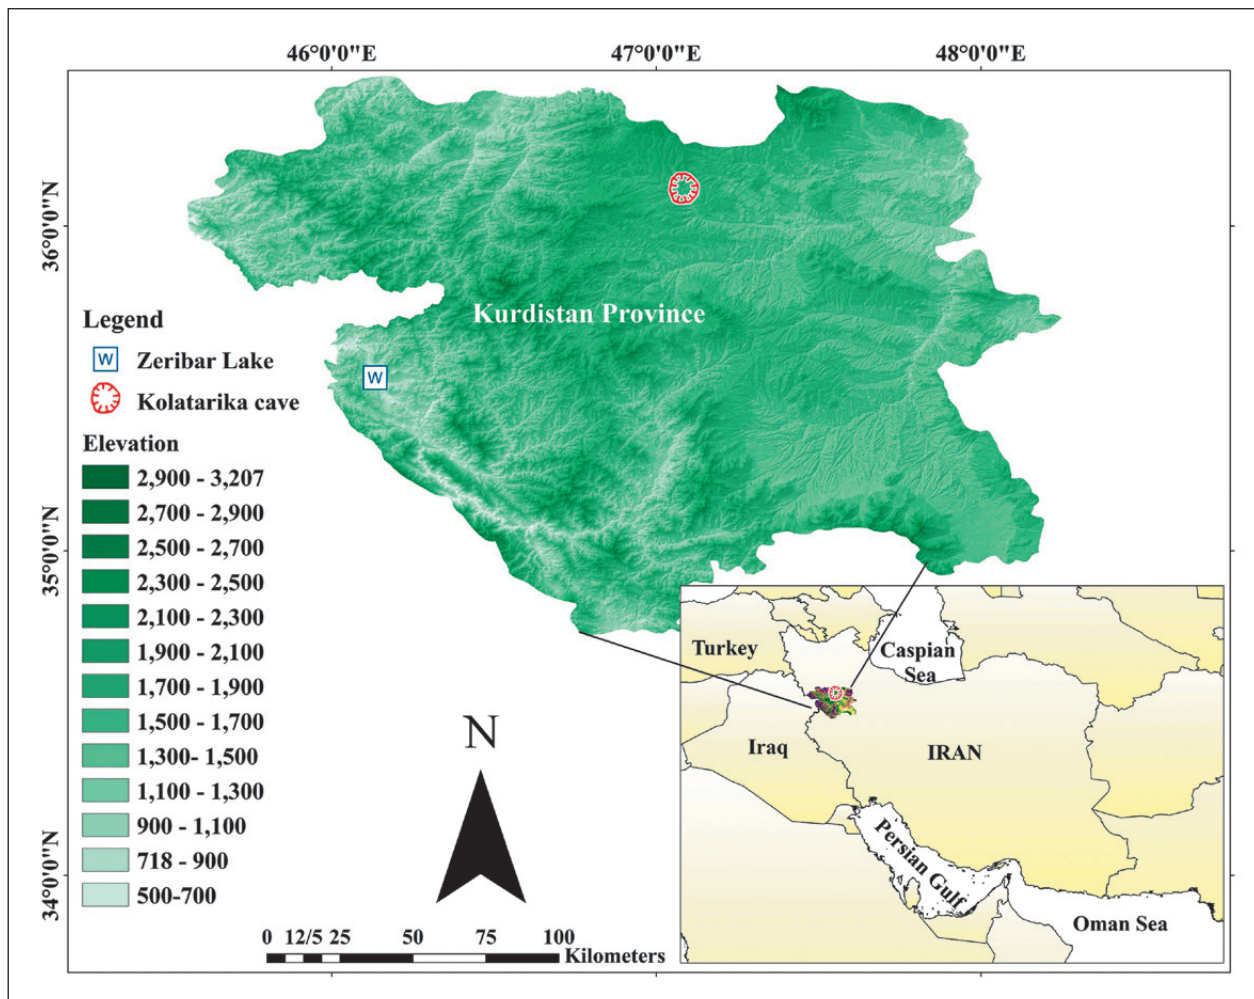 46°0'0"E
47°0'0"E
48°0'0"E
36°0'0"N
35°0'0"N
34°0'0"N
Kurdistan Province
W
Legend
W Zeribar Lake
Kolatarika cave
Elevation
2,900 - 3,207
2,700 - 2,900
2,500 - 2,700
2,300 - 2,500
2,100 - 2,300
1,900 - 2,100
1,700 - 1,900
1,500 - 1,700
1,300- 1,500
1,100 - 1,300
900 - 1,100
718 - 900
500-700
N
0 12/5 25 50 75 100
Kilometers
Turkey
Caspian
Sea
Iraq
IRAN
Persian Gulf
Oman Sea